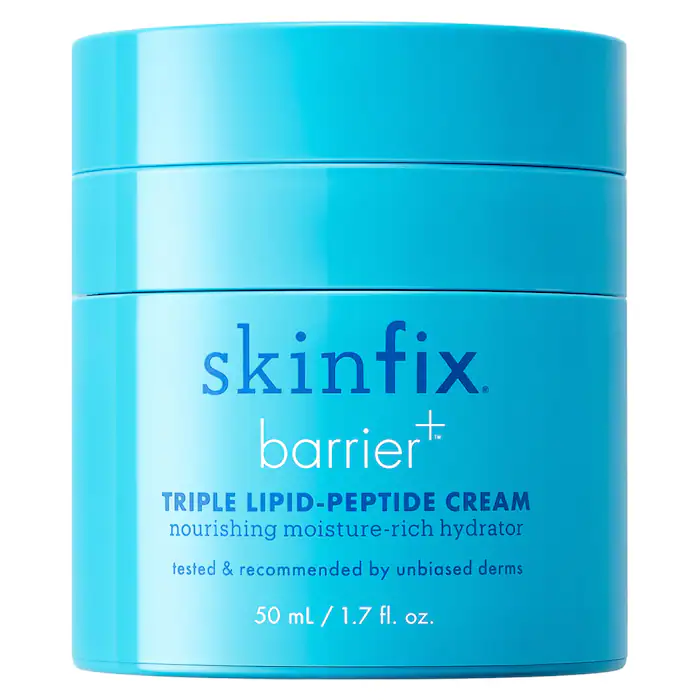 skinfix®
barrier+™
TRIPLE LIPID-PEPTIDE CREAM
nourishing moisture-rich hydrator
tested & recommended by unbiased derms
50 mL / 1.7 fl. oz.